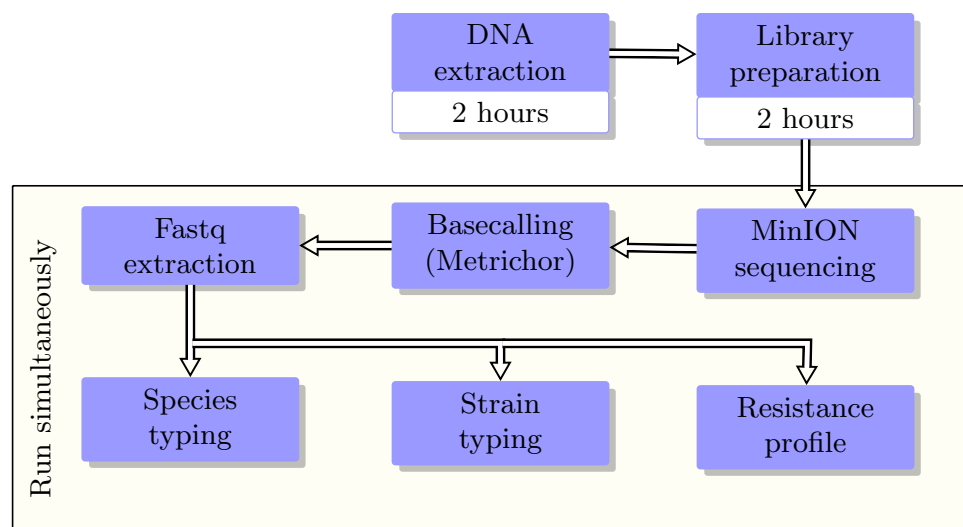 DNA
extraction
2 hours
Library
preparation
2 hours
Run simultaneously
Fastq
extraction
Basecalling
(Metrichor)
MinION
sequencing
Species
typing
Strain
typing
Resistance
profile